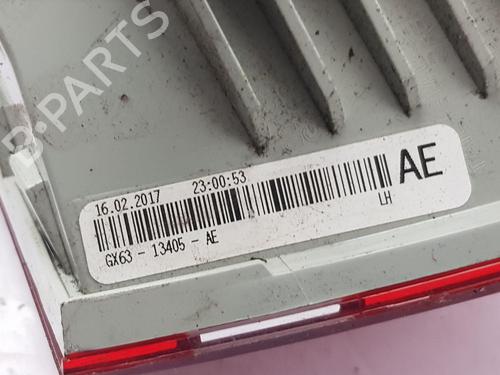 B-PARTS
16.02.2017 23:00:53
AE
LH
GX63 - 13405 - AE